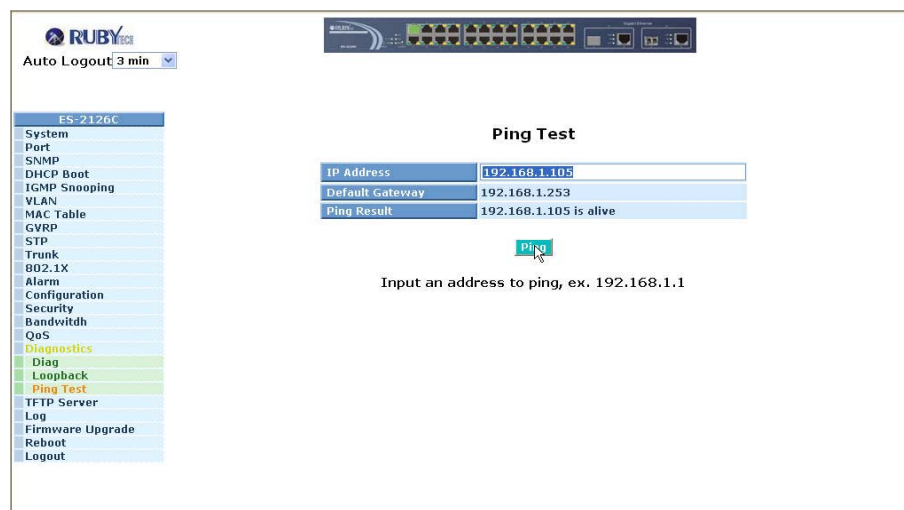 RUBYTECH
Auto Logout 3 min
ES-2126C
System
Port
SNMP
DHCP Boot
IGMP Snooping
VLAN
MAC Table
GVRP
STP
Trunk
802.1X
Alarm
Configuration
Security
Bandwitdh
QoS
Diagnostics
Diag
Loopback
Ping Test
TFTP Server
Log
Firmware Upgrade
Reboot
Logout
Ping Test
IP Address 192.168.1.105
Default Gateway 192.168.1.253
Ping Result 192.168.1.105 is alive
Ping
Input an address to ping, ex. 192.168.1.1